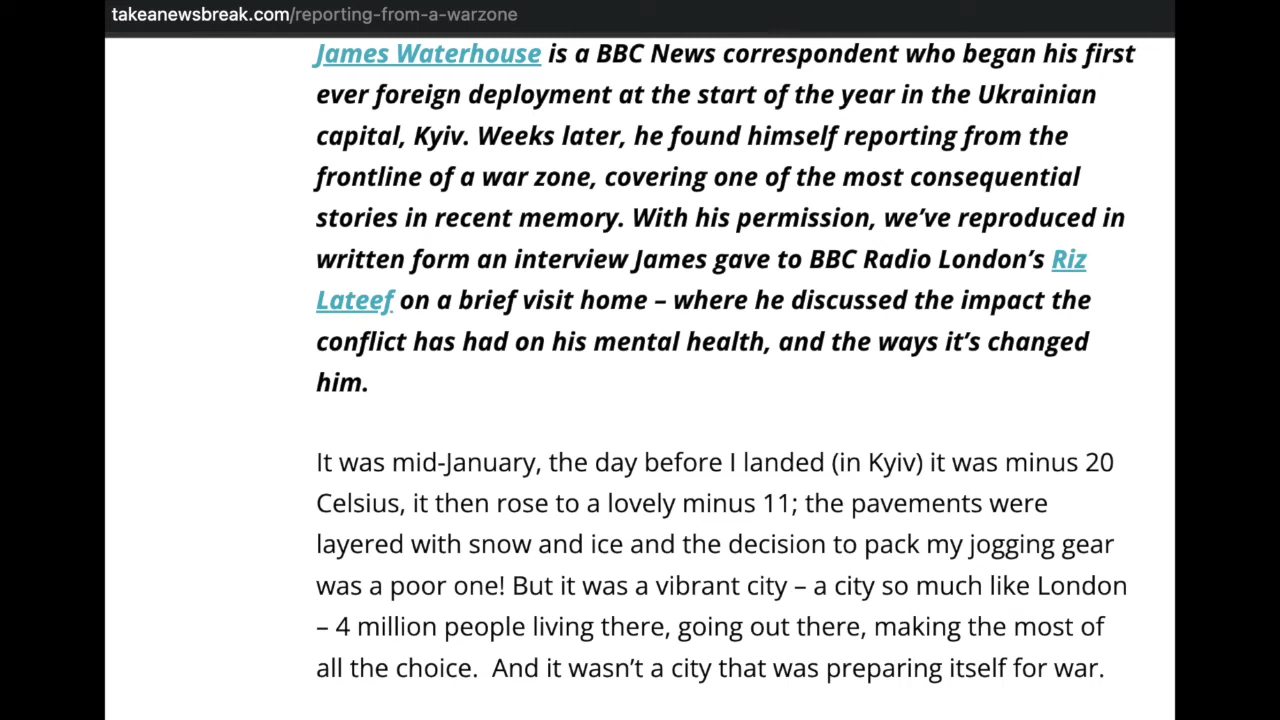 takeanewsbreak.com/reporting-from-a-warzone
James Waterhouse is a BBC News correspondent who began his first
ever foreign deployment at the start of the year in the Ukrainian
capital, Kyiv. Weeks later, he found himself reporting from the
frontline of a war zone, covering one of the most consequential
stories in recent memory. With his permission, we’ve reproduced in
written form an interview James gave to BBC Radio London’s Riz
Lateef on a brief visit home – where he discussed the impact the
conflict has had on his mental health, and the ways it’s changed
him.
It was mid-January, the day before I landed (in Kyiv) it was minus 20
Celsius, it then rose to a lovely minus 11; the pavements were
layered with snow and ice and the decision to pack my jogging gear
was a poor one! But it was a vibrant city – a city so much like London
– 4 million people living there, going out there, making the most of
all the choice.  And it wasn’t a city that was preparing itself for war.